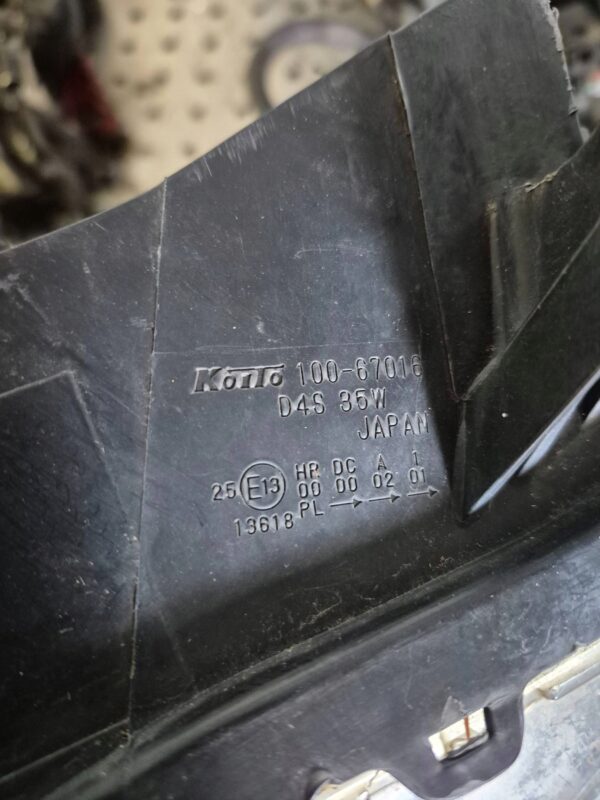 KOITO 100-67016
D4S 35W
JAPAN
HR DC A 1
25 E13 00 00 02 01
13618 PL →→→